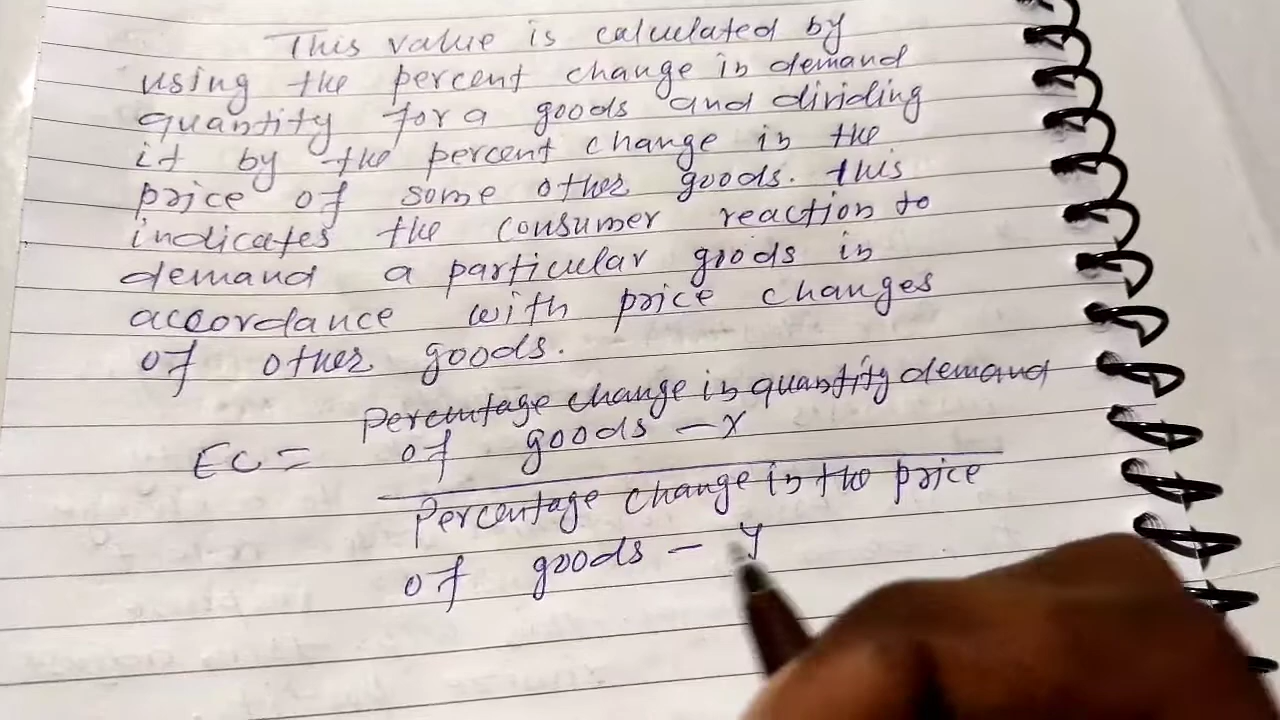 This value is calculated by
using the percent change in demand
quantity for a goods and dividing
it by the percent change in the
price of some other goods. this
indicates the consumer reaction to
demand a particular goods in
accordance with price changes
of other goods.
Percentage change in quantity demand
EC = of goods - X
Percentage change in the price
of goods - y